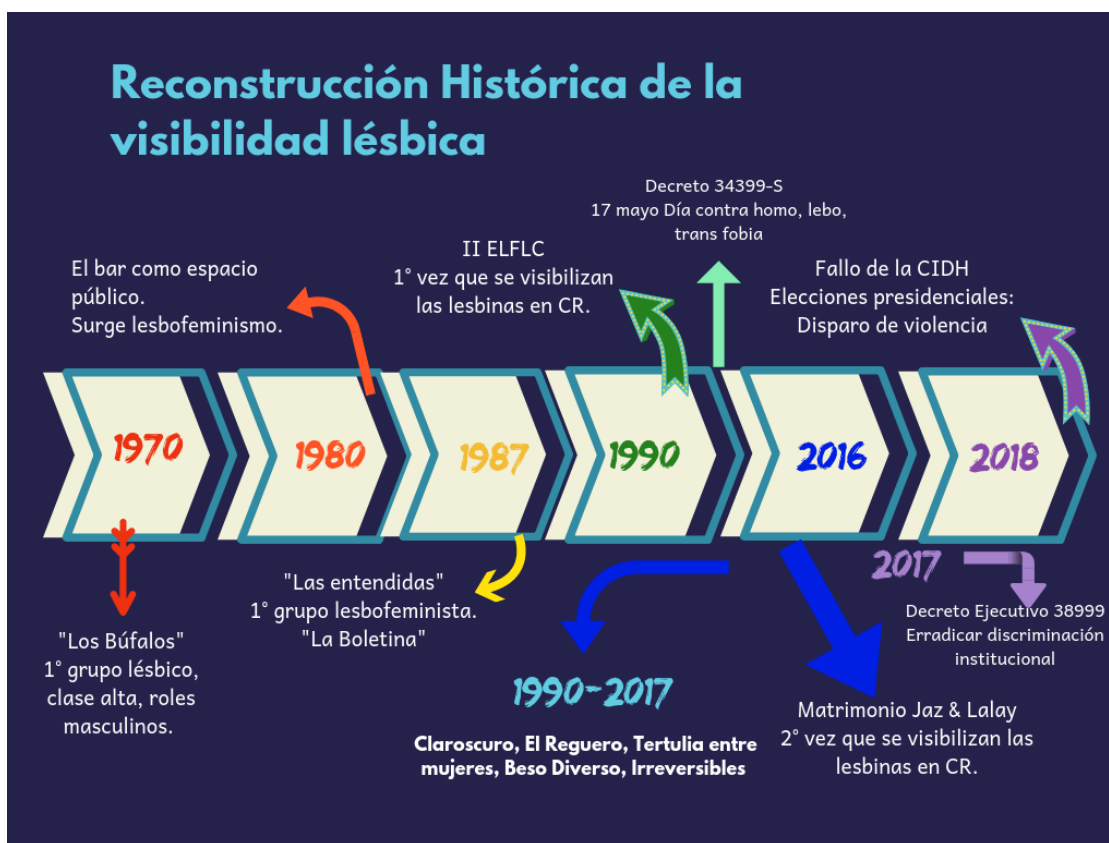 Reconstrucción Histórica de la
visibilidad lésbica
El bar como espacio
público.
Surge lesbofeminismo.
II ELFLC
1° vez que se visibilizan
las lesbinas en CR.
Decreto 34399-S
17 mayo Día contra homo, lebo,
trans fobia
Fallo de la CIDH
Elecciones presidenciales:
Disparo de violencia
1970
1980
1987
1990
2016
2018
"Los Búfalos"
1° grupo lésbico,
clase alta, roles
masculinos.
"Las entendidas"
1° grupo lesbofeminista.
"La Boletina"
1990-2017
Claroscuro, El Reguero, Tertulia entre
mujeres, Beso Diverso, Irreversibles
Matrimonio Jaz & Lalay
2° vez que se visibilizan las
lesbinas en CR.
2017
Decreto Ejecutivo 38999
Erradicar discriminación
institucional